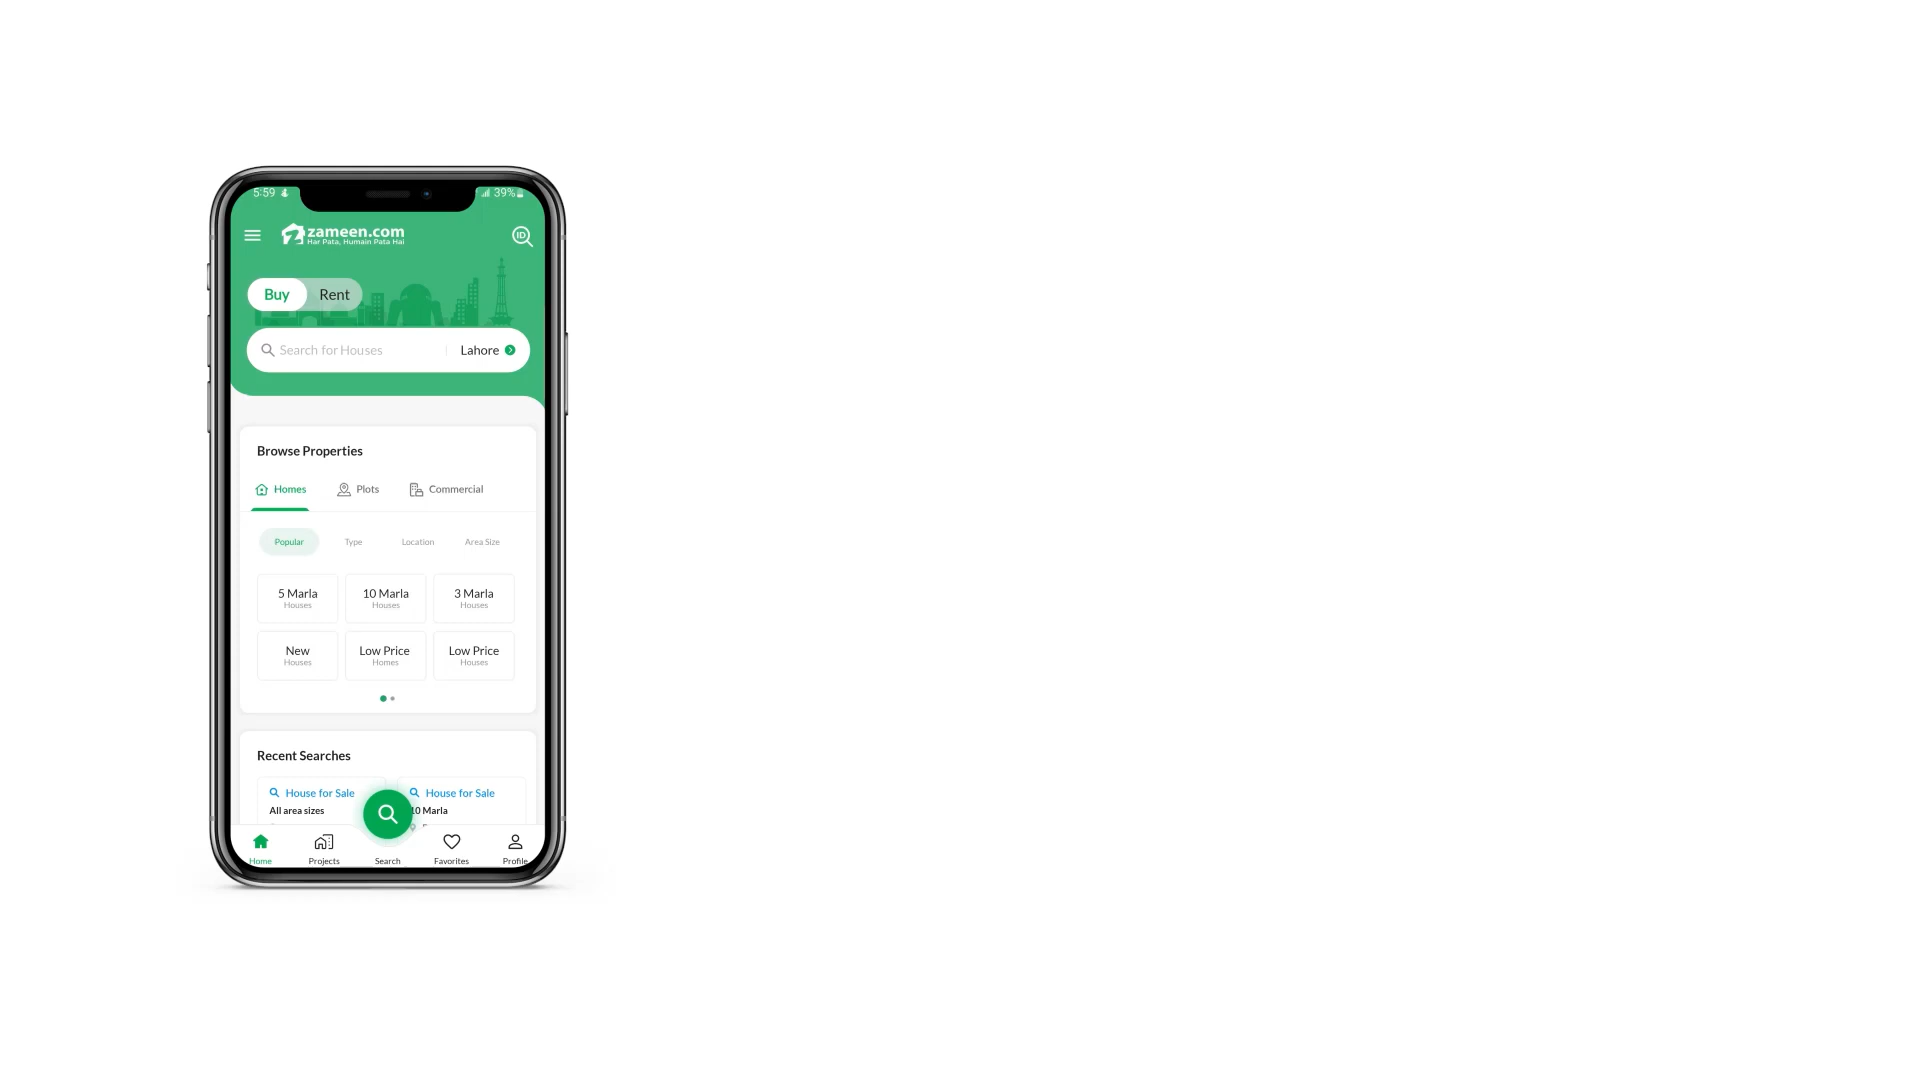 5:59
39%
zameen.com
Har Pata, Humain Pata Hai
ID
Buy
Rent
Search for Houses
Lahore
Browse Properties
Homes
Plots
Commercial
Popular
Type
Location
Area Size
5 Marla
Houses
10 Marla
Houses
3 Marla
Houses
New
Houses
Low Price
Homes
Low Price
Houses
Recent Searches
House for Sale
All area sizes
House for Sale
10 Marla
Home
Projects
Search
Favorites
Profile